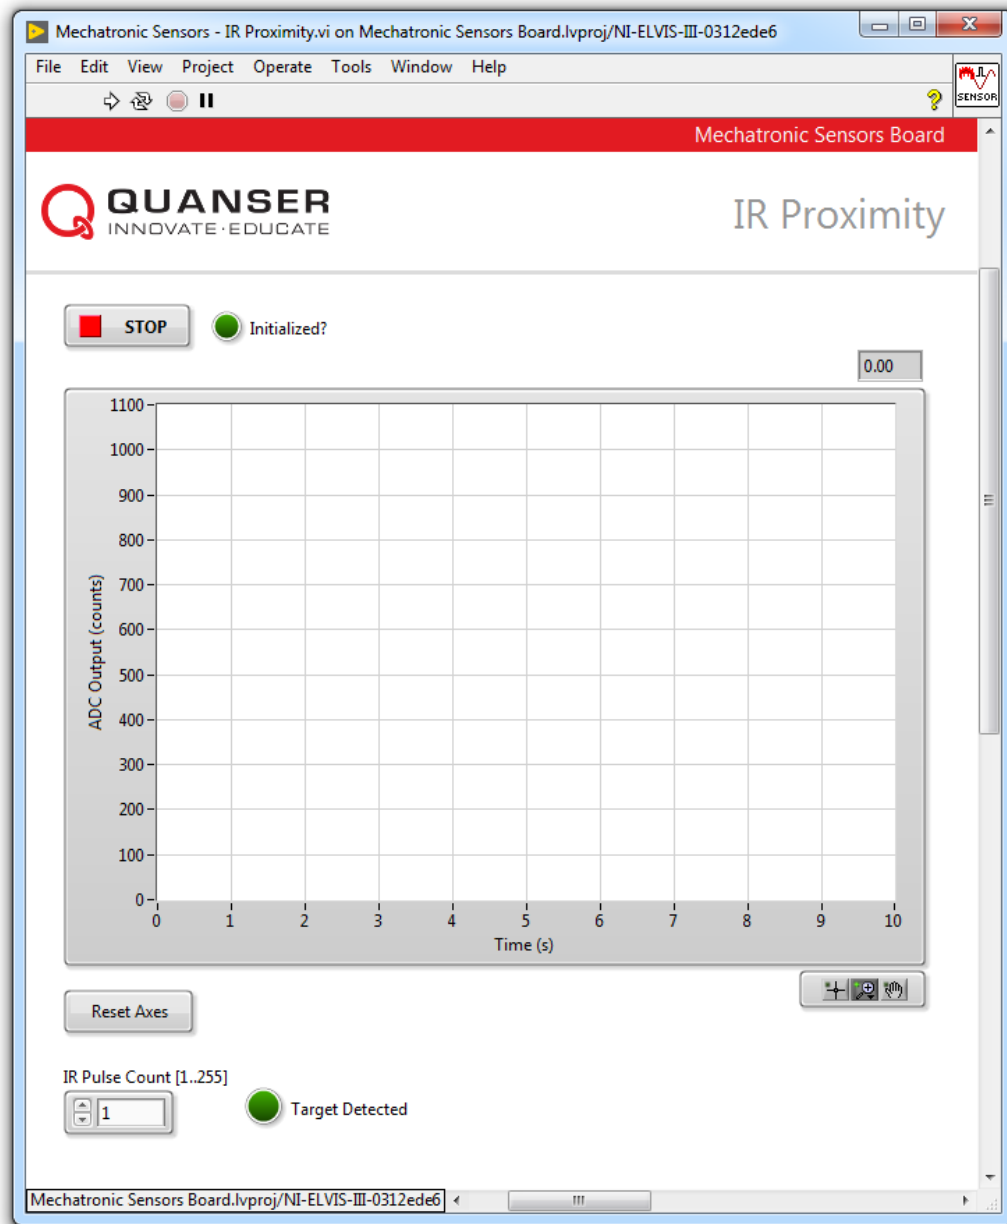 Mechatronic Sensors - IR Proximity.vi on Mechatronic Sensors Board.lvproj/NI-ELVIS-III-0312ede6
File Edit View Project Operate Tools Window Help
SENSOR
Mechatronic Sensors Board
QUANSER
INNOVATE·EDUCATE
IR Proximity
STOP
Initialized?
0.00
1100
1000
900
800
700
600
500
400
300
200
100
0
ADC Output (counts)
0 1 2 3 4 5 6 7 8 9 10
Time (s)
Reset Axes
IR Pulse Count [1..255]
1
Target Detected
Mechatronic Sensors Board.lvproj/NI-ELVIS-III-0312ede6